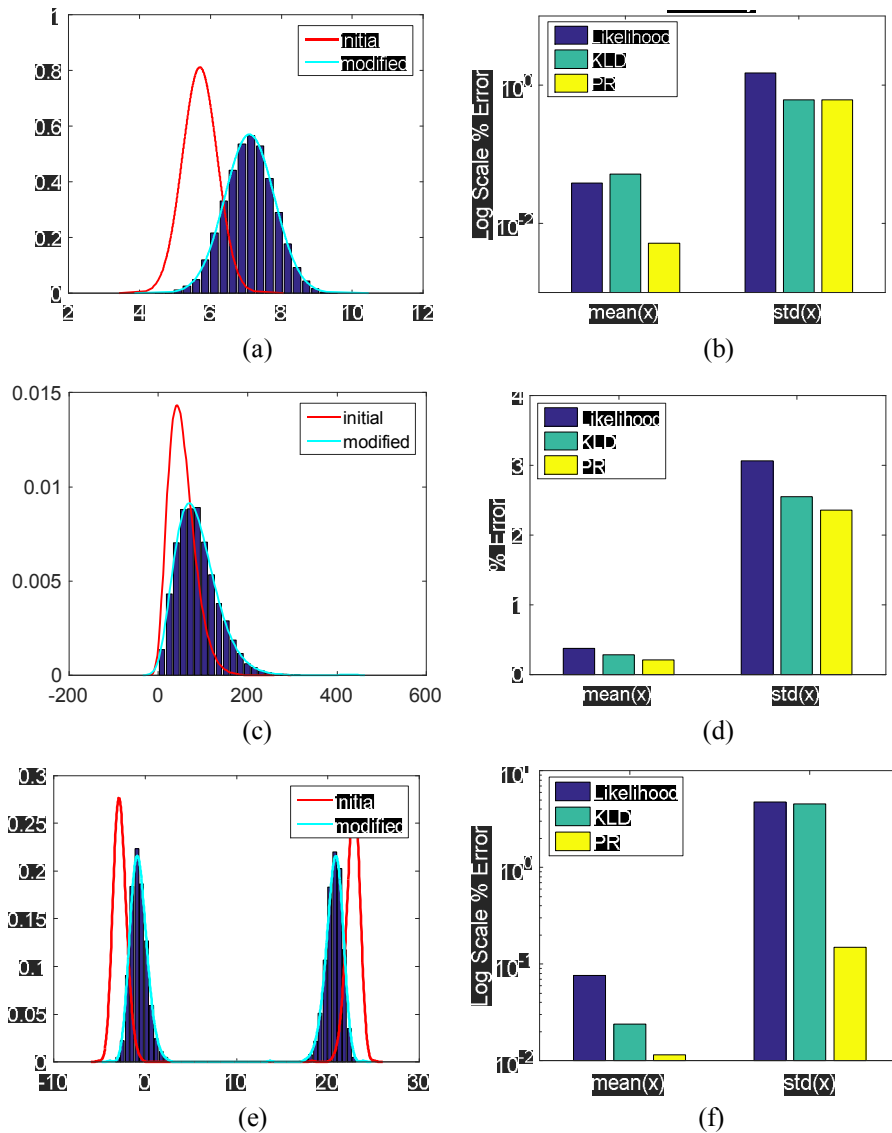 1
0.8
0.6
0.4
0.2
0
2 4 6 8 10 12
initial
modified
(a)
Log Scale % Error
10^0
10^-2
Likelihood
KLD
PR
mean(x) std(x)
(b)
0.015
0.01
0.005
0
-200 0 200 400 600
initial
modified
(c)
% Error
4
3
2
1
0
Likelihood
KLD
PR
mean(x) std(x)
(d)
0.3
0.25
0.2
0.15
0.1
0.05
0
-10 0 10 20 30
initial
modified
(e)
Log Scale % Error
10^1
10^0
10^-1
10^-2
Likelihood
KLD
PR
mean(x) std(x)
(f)